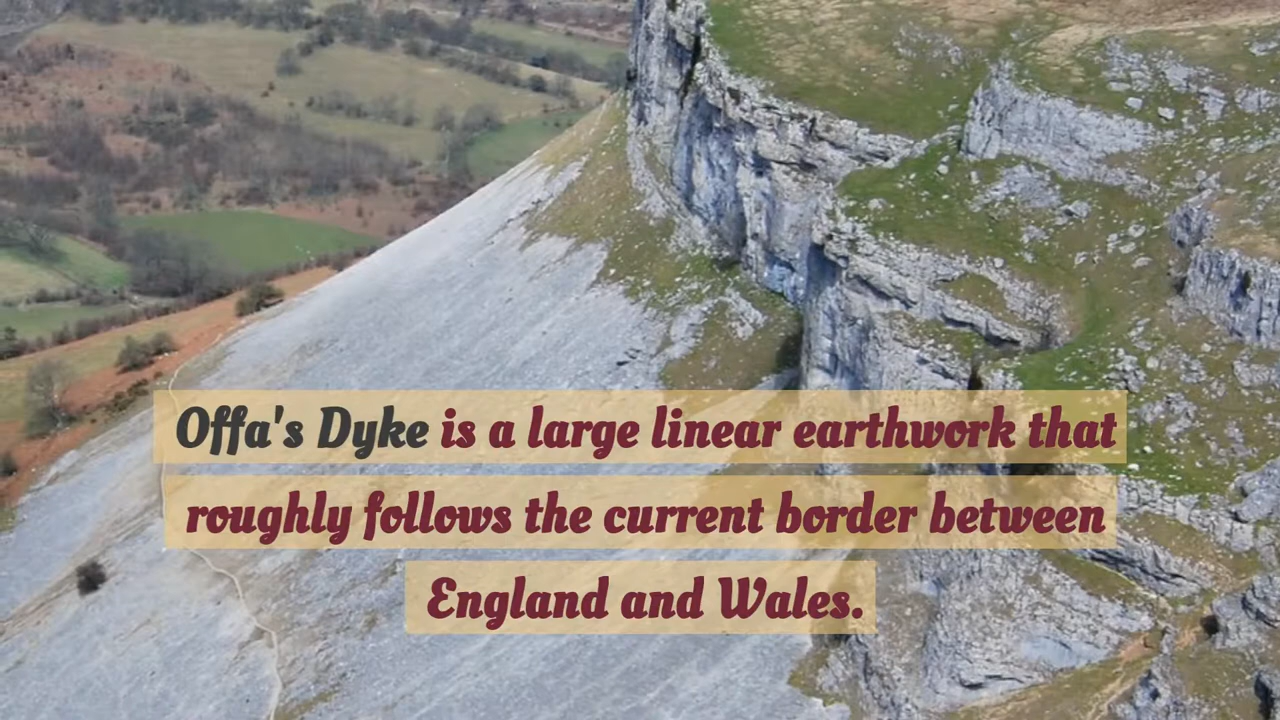 Offa's Dyke is a large linear earthwork that
roughly follows the current border between
England and Wales.